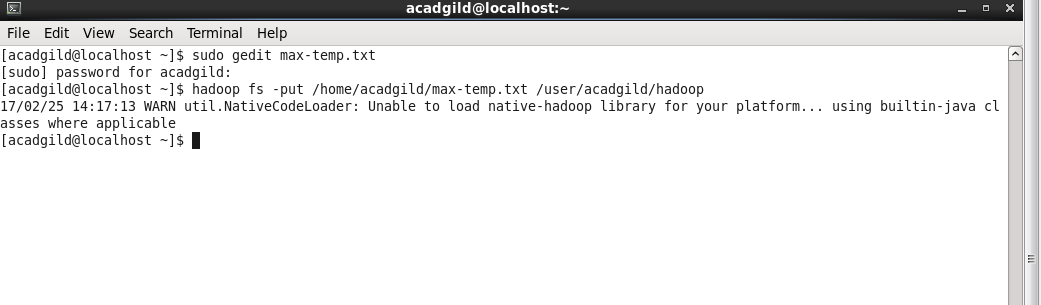 acadgild@localhost:~
File Edit View Search Terminal Help
[acadgild@localhost ~]$ sudo gedit max-temp.txt
[sudo] password for acadgild:
[acadgild@localhost ~]$ hadoop fs -put /home/acadgild/max-temp.txt /user/acadgild/hadoop
17/02/25 14:17:13 WARN util.NativeCodeLoader: Unable to load native-hadoop library for your platform... using builtin-java cl
asses where applicable
[acadgild@localhost ~]$